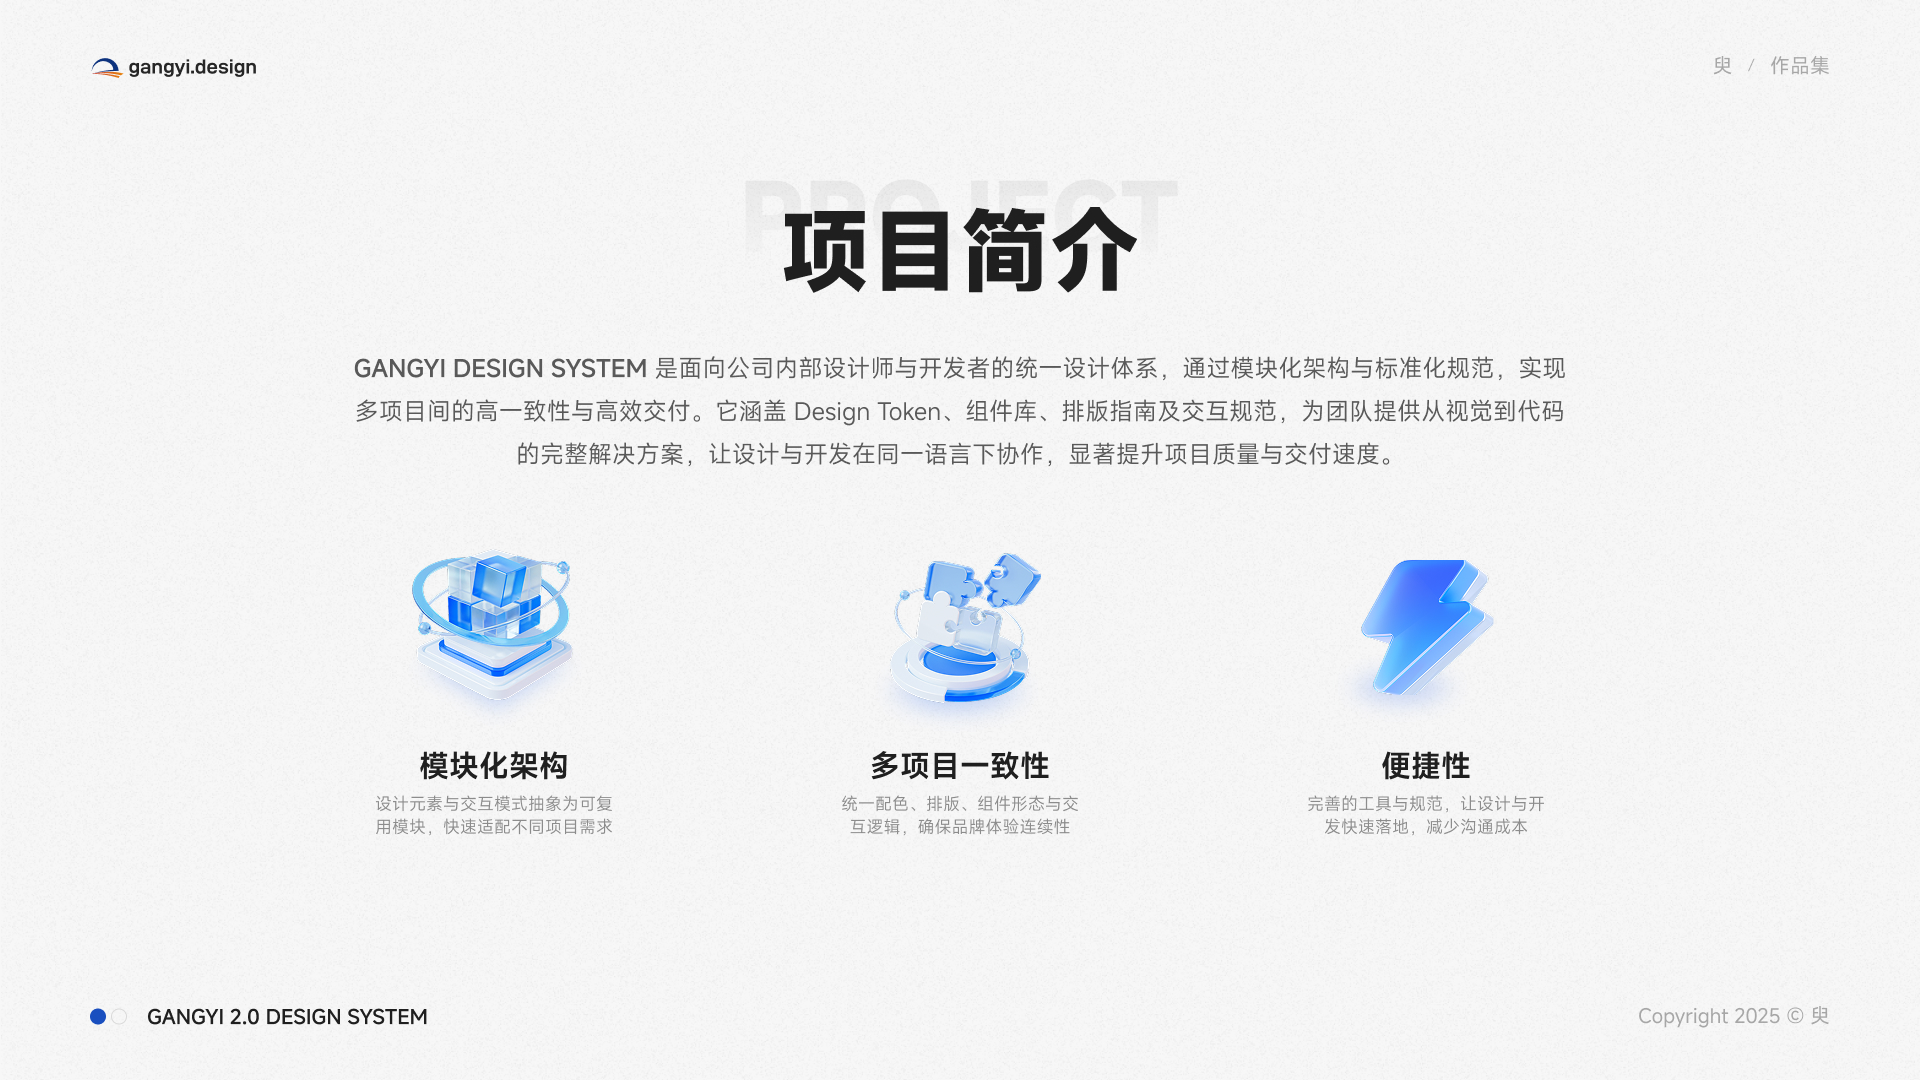 gangyi.design
臾 / 作品集
PROJECT
项目简介
GANGYI DESIGN SYSTEM 是面向公司内部设计师与开发者的统一设计体系，通过模块化架构与标准化规范，实现
多项目间的高一致性与高效交付。它涵盖 Design Token、组件库、排版指南及交互规范，为团队提供从视觉到代码
的完整解决方案，让设计与开发在同一语言下协作，显著提升项目质量与交付速度。
模块化架构
设计元素与交互模式抽象为可复
用模块，快速适配不同项目需求
多项目一致性
统一配色、排版、组件形态与交
互逻辑，确保品牌体验连续性
便捷性
完善的工具与规范，让设计与开
发快速落地，减少沟通成本
GANGYI 2.0 DESIGN SYSTEM
Copyright 2025 © 臾